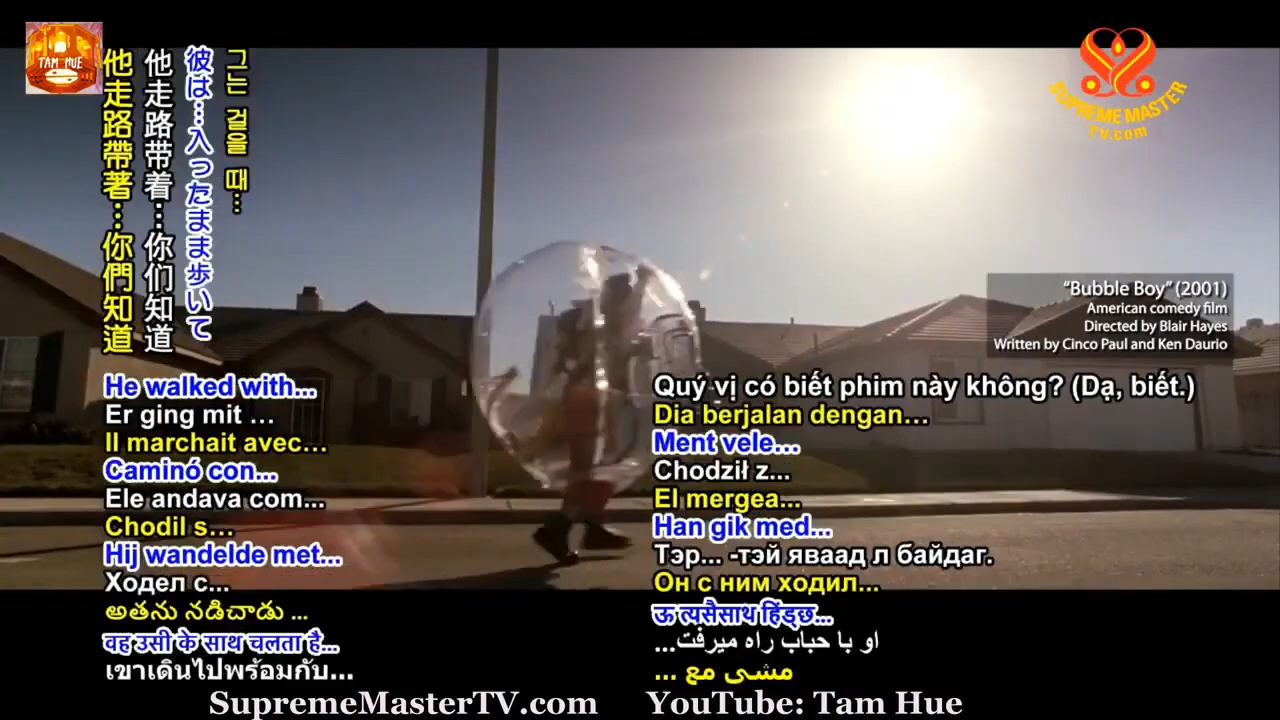 TAM HUE
그는 걸을 때…
彼は…入ったまま歩いて
他走路带着…你们知道
他走路帶著…你們知道
SUPREME MASTER
TV.com
“Bubble Boy” (2001)
American comedy film
Directed by Blair Hayes
Written by Cinco Paul and Ken Daurio
He walked with...
Er ging mit …
Il marchait avec…
Caminó con...
Ele andava com...
Chodil s…
Hij wandelde met...
Ходел с...
అతను నడిచాడు ...
वह उसी के साथ चलता है...
เขาเดินไปพร้อมกับ...
Quý vị có biết phim này không? (Dạ, biết.)
Dia berjalan dengan…
Ment vele…
Chodził z...
El mergea...
Han gik med...
Тэр... -тэй яваад л байдаг.
Он с ним ходил...
ऊ त्यसैसाथ हिंड्छ...
او با حباب راه میرفت...
مشى مع ...
SupremeMasterTV.com YouTube: Tam Hue